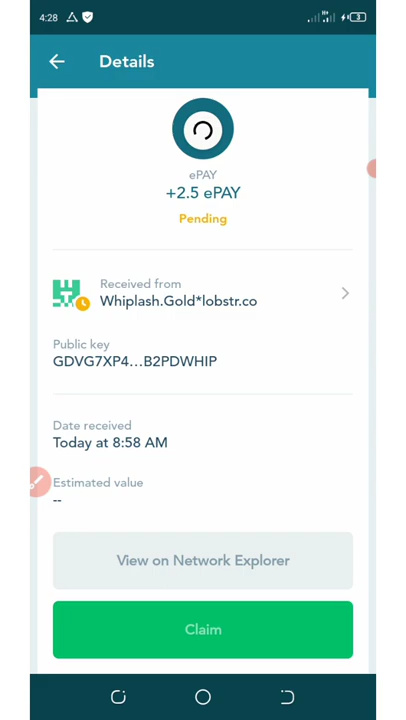 4:28
Details
ePAY
+2.5 ePAY
Pending
Received from
Whiplash.Gold*lobstr.co
Public key
GDVG7XP4...B2PDWHIP
Date received
Today at 8:58 AM
Estimated value
--
View on Network Explorer
Claim